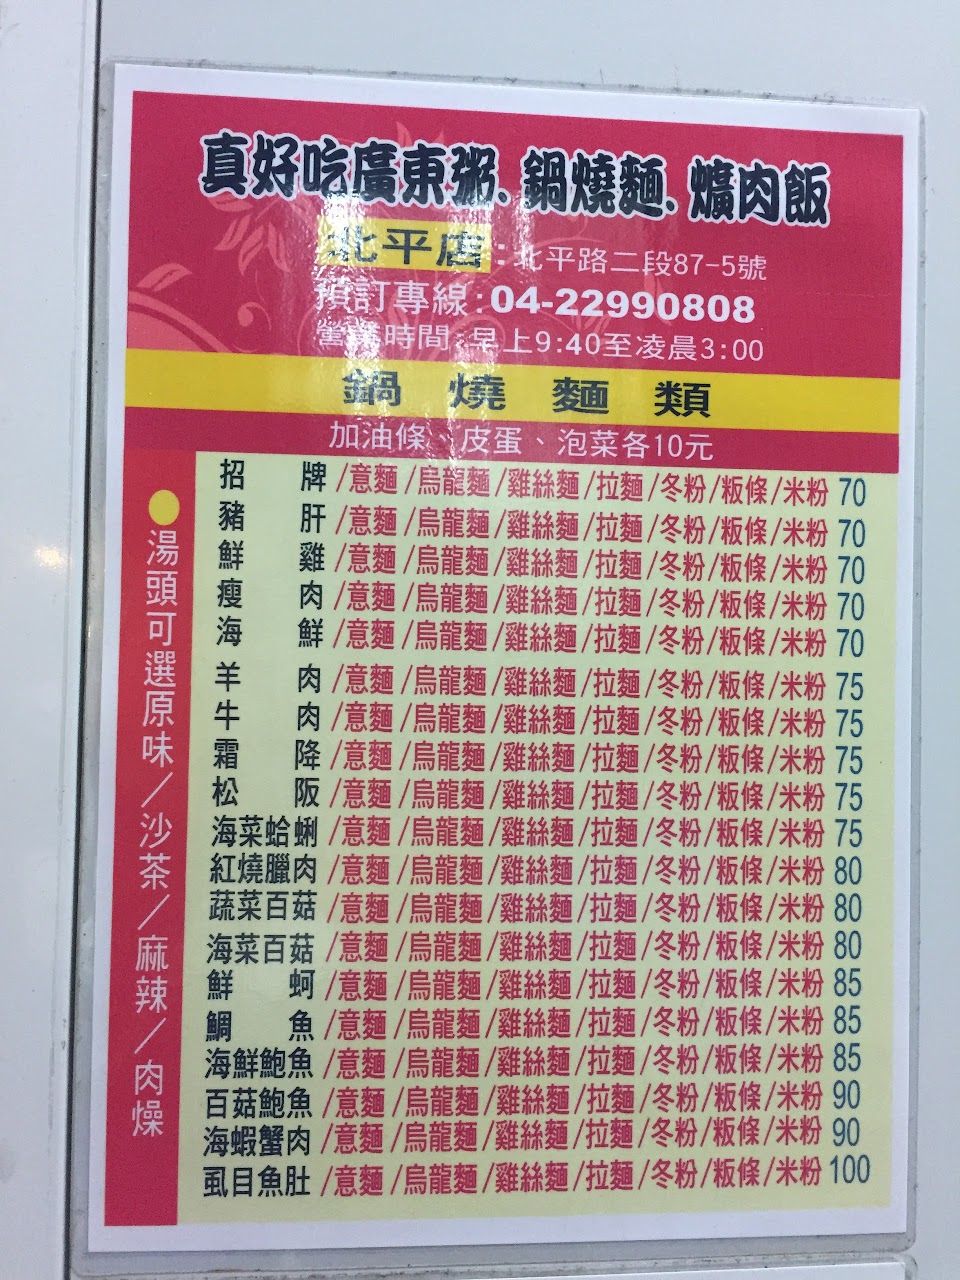 真好吃廣東粥.鍋燒麵.爌肉飯
北平店:北平路二段87-5號
預訂專線:04-22990808
營業時間:早上9:40至凌晨3:00
鍋燒麵類
加油條、皮蛋、泡菜各10元
湯頭可選原味/沙茶/麻辣/肉燥
招牌/意麵/烏龍麵/雞絲麵/拉麵/冬粉/粄條/米粉 70
豬肝/意麵/烏龍麵/雞絲麵/拉麵/冬粉/粄條/米粉 70
鮮雞/意麵/烏龍麵/雞絲麵/拉麵/冬粉/粄條/米粉 70
瘦肉/意麵/烏龍麵/雞絲麵/拉麵/冬粉/粄條/米粉 70
海鮮/意麵/烏龍麵/雞絲麵/拉麵/冬粉/粄條/米粉 70
羊肉/意麵/烏龍麵/雞絲麵/拉麵/冬粉/粄條/米粉 75
牛肉/意麵/烏龍麵/雞絲麵/拉麵/冬粉/粄條/米粉 75
霜降/意麵/烏龍麵/雞絲麵/拉麵/冬粉/粄條/米粉 75
松阪/意麵/烏龍麵/雞絲麵/拉麵/冬粉/粄條/米粉 75
海菜蛤蜊/意麵/烏龍麵/雞絲麵/拉麵/冬粉/粄條/米粉 75
紅燒臘肉/意麵/烏龍麵/雞絲麵/拉麵/冬粉/粄條/米粉 80
蔬菜百菇/意麵/烏龍麵/雞絲麵/拉麵/冬粉/粄條/米粉 80
海菜百菇/意麵/烏龍麵/雞絲麵/拉麵/冬粉/粄條/米粉 80
鮮蚵/意麵/烏龍麵/雞絲麵/拉麵/冬粉/粄條/米粉 85
鯛魚/意麵/烏龍麵/雞絲麵/拉麵/冬粉/粄條/米粉 85
海鮮鮑魚/意麵/烏龍麵/雞絲麵/拉麵/冬粉/粄條/米粉 85
百菇鮑魚/意麵/烏龍麵/雞絲麵/拉麵/冬粉/粄條/米粉 90
海蝦蟹肉/意麵/烏龍麵/雞絲麵/拉麵/冬粉/粄條/米粉 90
虱目魚肚/意麵/烏龍麵/雞絲麵/拉麵/冬粉/粄條/米粉 100